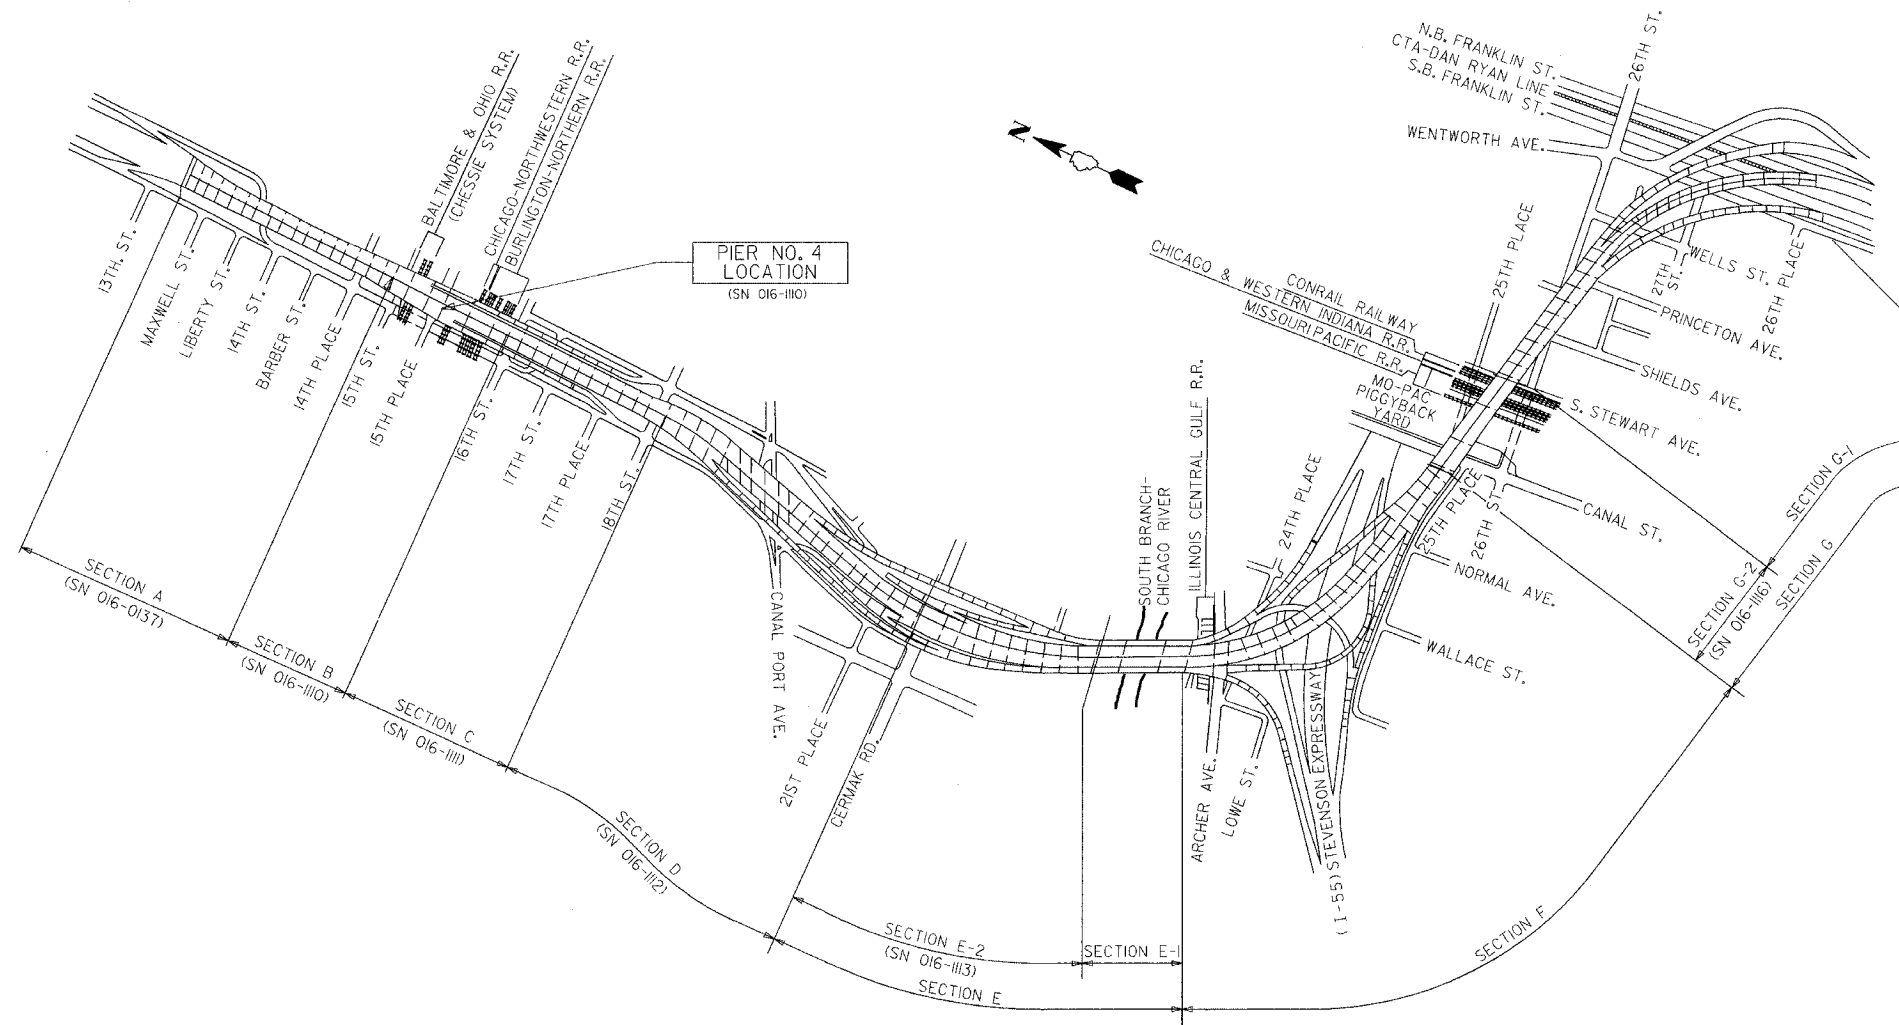 N.B. FRANKLIN ST.
CTA-DAN RYAN LINE
S.B. FRANKLIN ST.
26TH ST.
WENTWORTH AVE.
BALTIMORE & OHIO R.R.
(CHESSIE SYSTEM)
CHICAGO-NORTHWESTERN R.R.
BURLINGTON-NORTHERN R.R.
N
PIER NO. 4
LOCATION
(SN 016-1110)
13TH. ST.
MAXWELL ST.
LIBERTY ST.
14TH ST.
BARBER ST.
14TH PLACE
15TH ST.
15TH PLACE
16TH ST.
17TH ST.
17TH PLACE
18TH ST.
CANAL PORT AVE.
21ST PLACE
CERMAK RD.
SOUTH BRANCH-
CHICAGO RIVER
ILLINOIS CENTRAL GULF R.R.
CONRAIL RAILWAY
CHICAGO & WESTERN INDIANA R.R.
MISSOURI PACIFIC R.R.
MO-PAC
PIGGYBACK
YARD
25TH PLACE
WELLS ST.
27TH
ST.
26TH PLACE
PRINCETON AVE.
SHIELDS AVE.
S. STEWART AVE.
CANAL ST.
24TH PLACE
25TH PLACE
26TH ST.
NORMAL AVE.
WALLACE ST.
ARCHER AVE.
LOWE ST.
(I-55) STEVENSON EXPRESSWAY
SECTION A
(SN 016-0137)
SECTION B
(SN 016-1110)
SECTION C
(SN 016-1111)
SECTION D
(SN 016-1112)
SECTION E-2
(SN 016-1113)
SECTION E-1
SECTION E
SECTION F
SECTION G-2
(SN 016-1116)
SECTION G
SECTION G-1